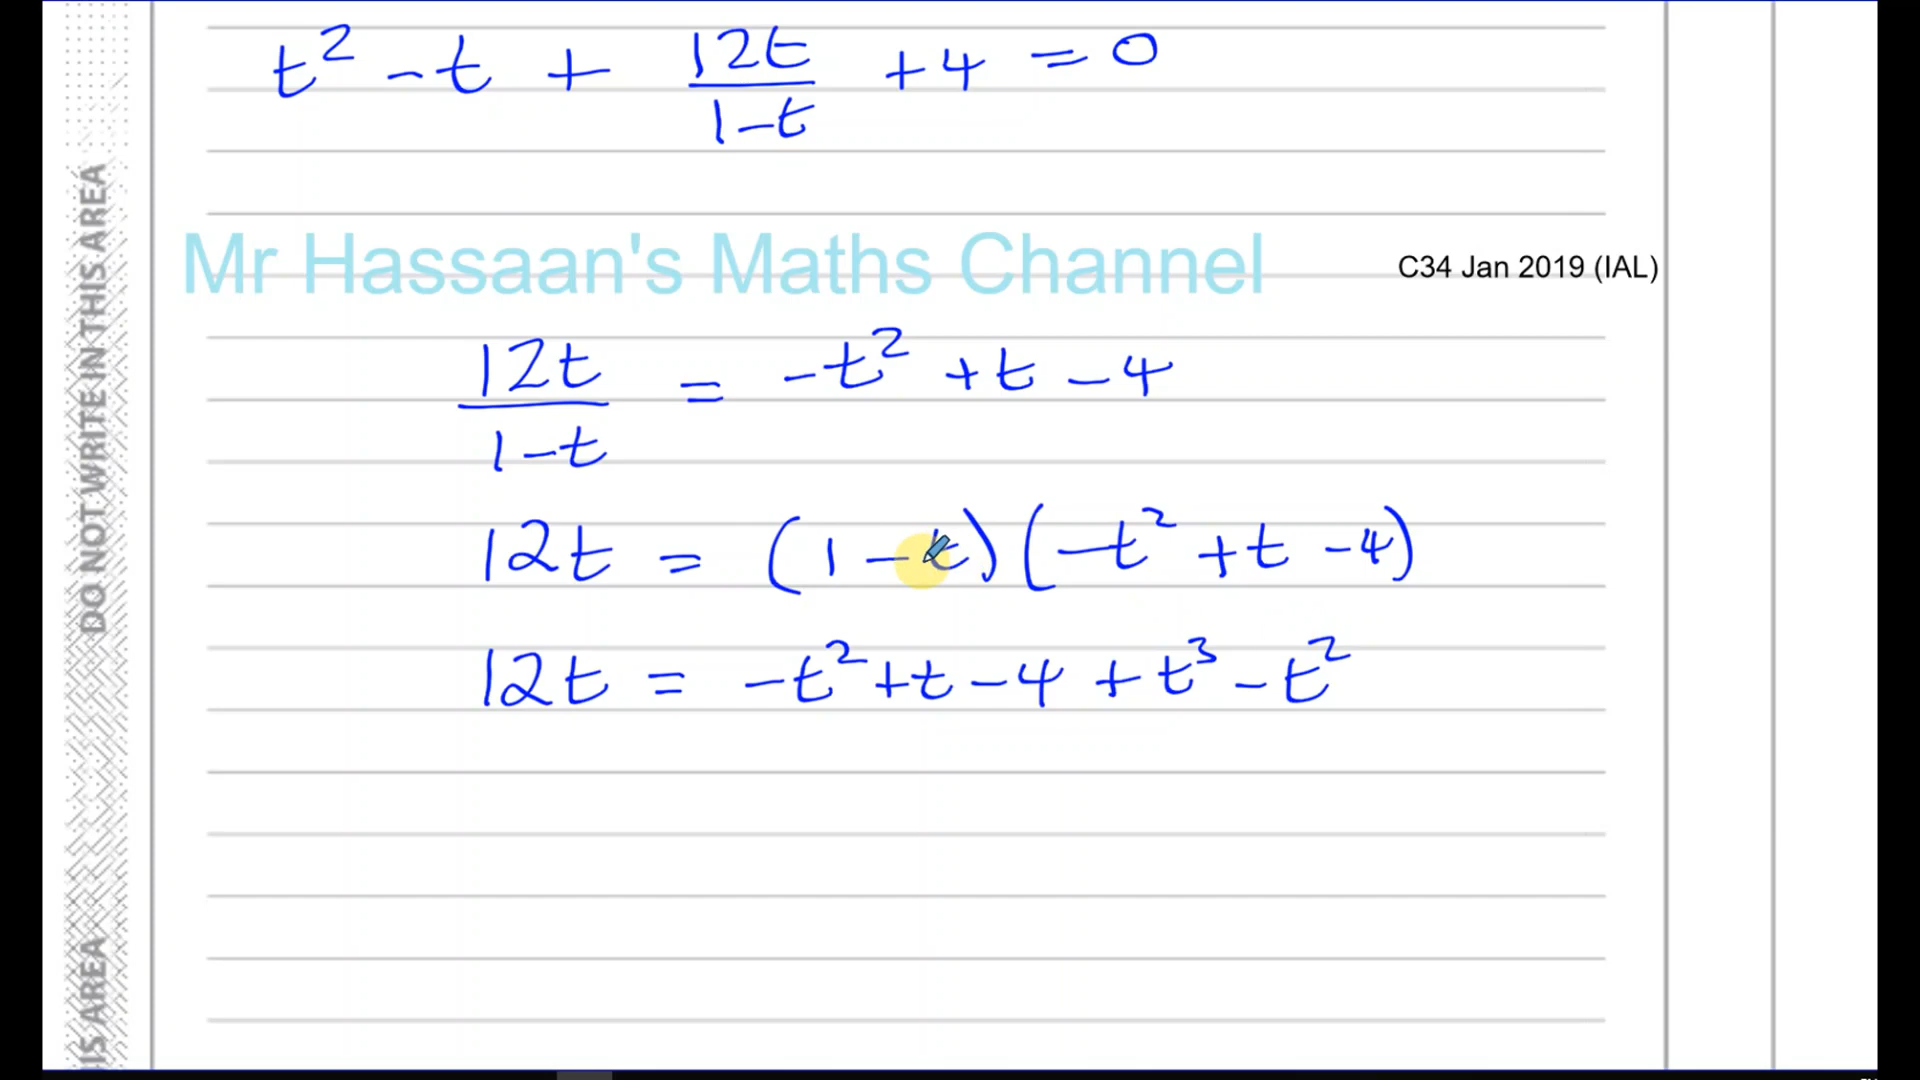 t² - t + 12t/(1-t) + 4 = 0
Mr Hassaan's Maths Channel
C34 Jan 2019 (IAL)
12t/(1-t) = -t² + t - 4
12t = (1 - t)(-t² + t - 4)
12t = -t² + t - 4 + t³ - t²
DO NOT WRITE IN THIS AREA
IS AREA